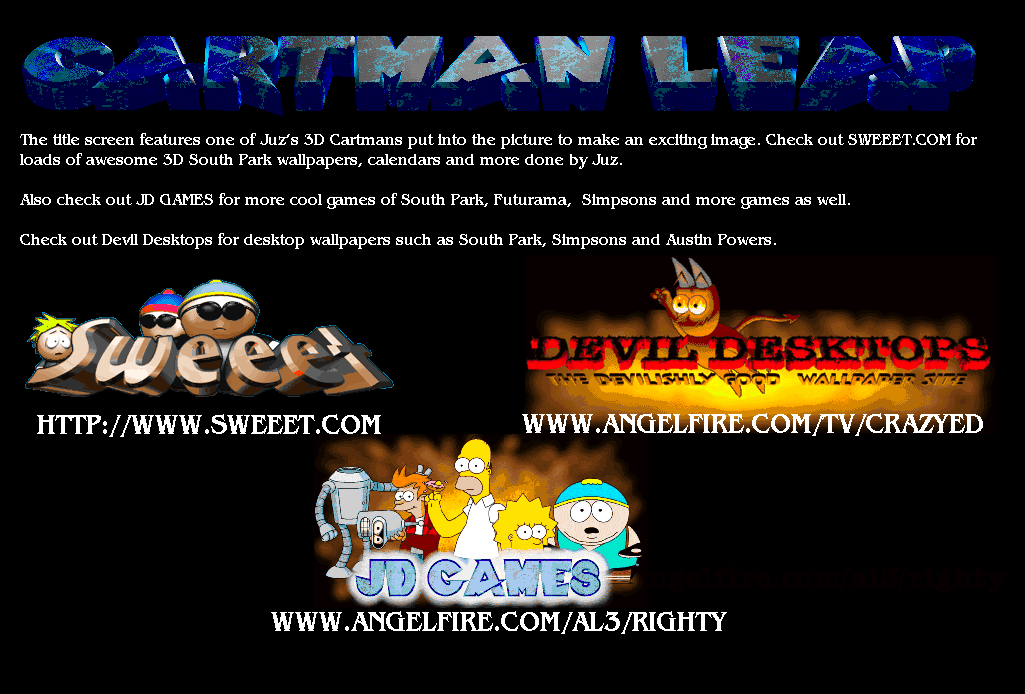 CARTMAN LEAP
The title screen features one of Juz's 3D Cartmans put into the picture to make an exciting image. Check out SWEEET.COM for
loads of awesome 3D South Park wallpapers, calendars and more done by Juz.
Also check out JD GAMES for more cool games of South Park, Futurama,  Simpsons and more games as well.
Check out Devil Desktops for desktop wallpapers such as South Park, Simpsons and Austin Powers.
Sweeet
HTTP://WWW.SWEEET.COM
DEVIL DESKTOPS
THE DEVILISHLY GOOD WALLPAPER SITE
WWW.ANGELFIRE.COM/TV/CRAZYED
JD GAMES
WWW.ANGELFIRE.COM/AL3/RIGHTY